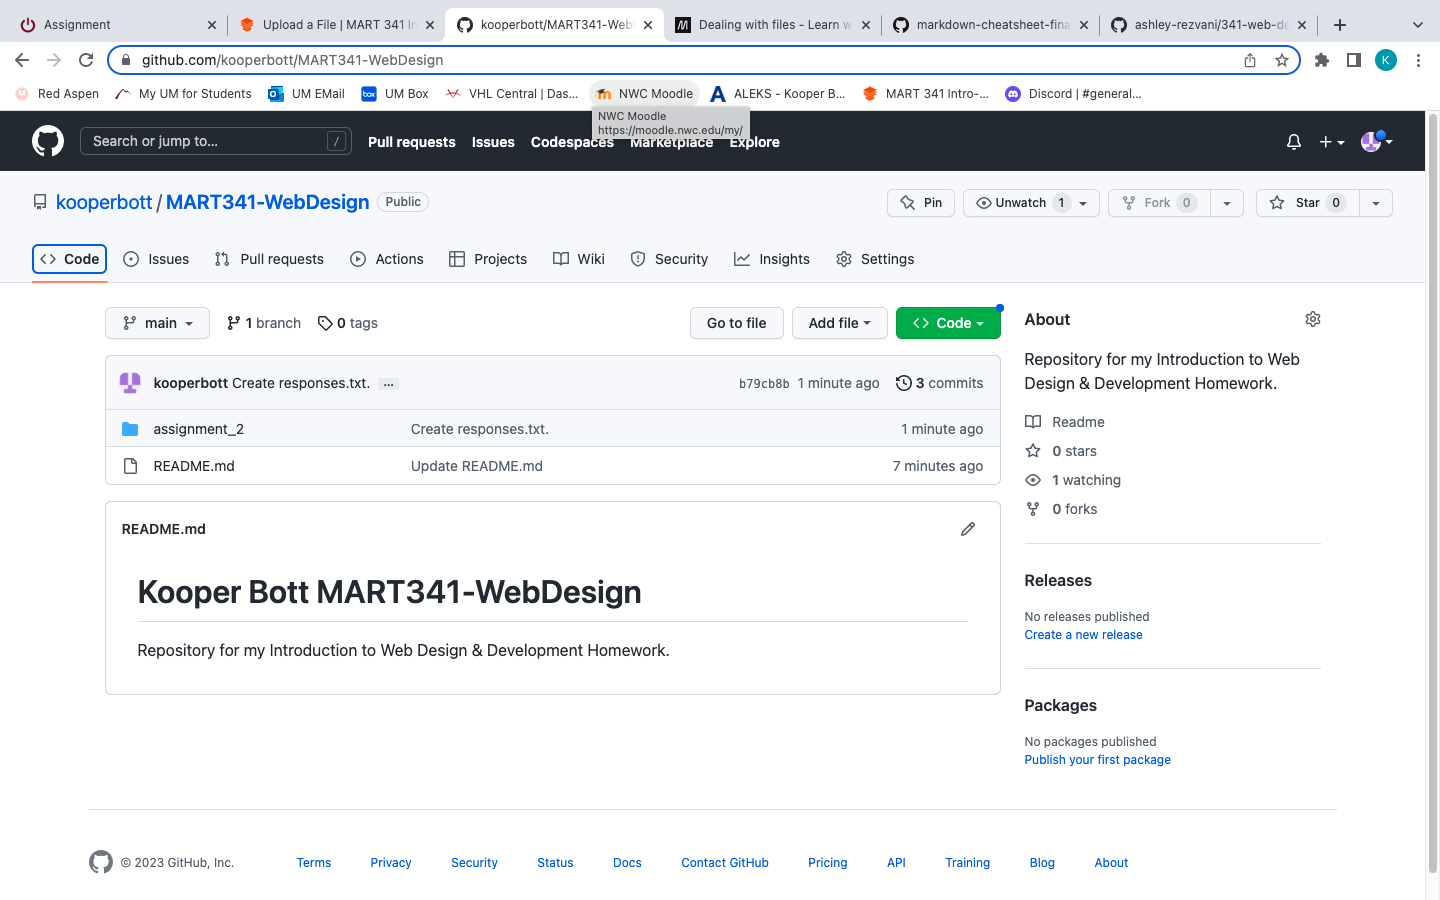 Assignment
Upload a File | MART 341 In
kooperbott/MART341-WebD
Dealing with files - Learn w
markdown-cheatsheet-fina
ashley-rezvani/341-web-de
github.com/kooperbott/MART341-WebDesign
K
Red Aspen
My UM for Students
UM EMail
box
UM Box
VHL Central | Das...
NWC Moodle
ALEKS - Kooper B...
MART 341 Intro-...
Discord | #general...
NWC Moodle
https://moodle.nwc.edu/my/
Search or jump to...
/
Pull requests
Issues
Codespaces
Marketplace
Explore
kooperbott / MART341-WebDesign
Public
Pin
Unwatch 1
Fork 0
Star 0
Code
Issues
Pull requests
Actions
Projects
Wiki
Security
Insights
Settings
main
1 branch
0 tags
Go to file
Add file
Code
kooperbott Create responses.txt. ...
b79cb8b 1 minute ago
3 commits
assignment_2
Create responses.txt.
1 minute ago
README.md
Update README.md
7 minutes ago
README.md
Kooper Bott MART341-WebDesign
Repository for my Introduction to Web Design & Development Homework.
About
Repository for my Introduction to Web
Design & Development Homework.
Readme
0 stars
1 watching
0 forks
Releases
No releases published
Create a new release
Packages
No packages published
Publish your first package
© 2023 GitHub, Inc.
Terms
Privacy
Security
Status
Docs
Contact GitHub
Pricing
API
Training
Blog
About